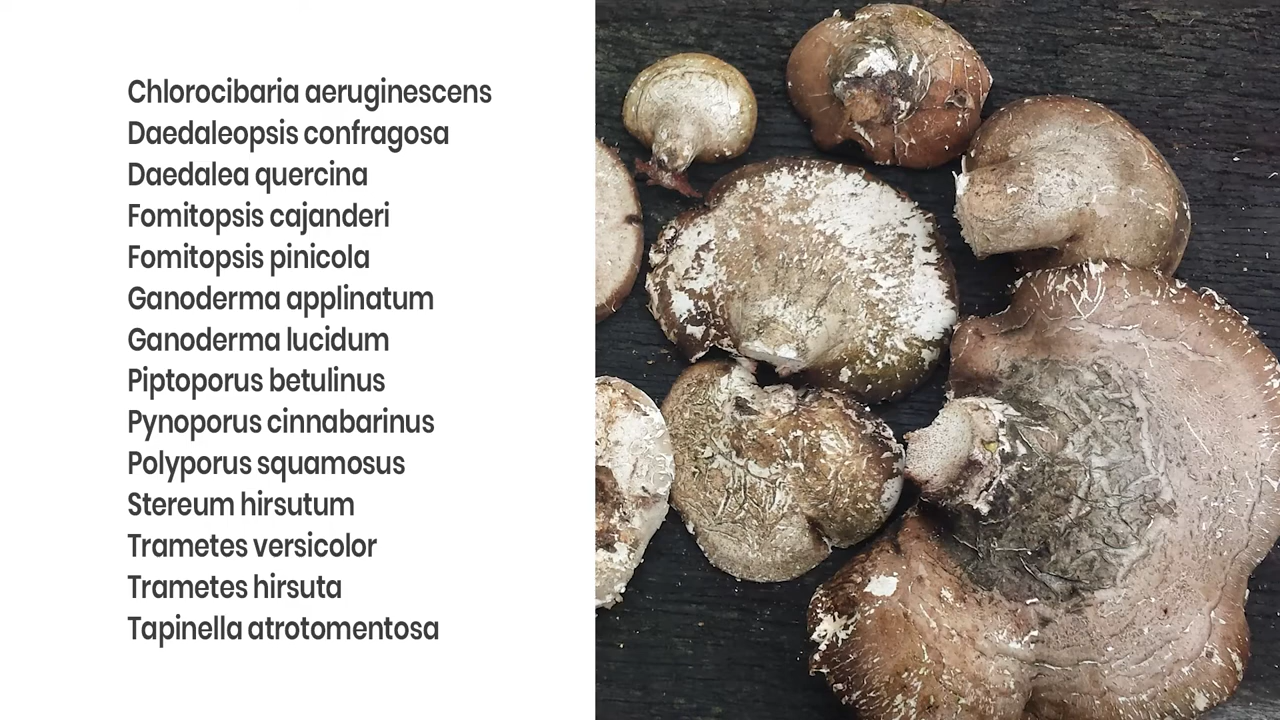 Chlorocibaria aeruginescens
Daedaleopsis confragosa
Daedalea quercina
Fomitopsis cajanderi
Fomitopsis pinicola
Ganoderma applinatum
Ganoderma lucidum
Piptoporus betulinus
Pynoporus cinnabarinus
Polyporus squamosus
Stereum hirsutum
Trametes versicolor
Trametes hirsuta
Tapinella atrotomentosa